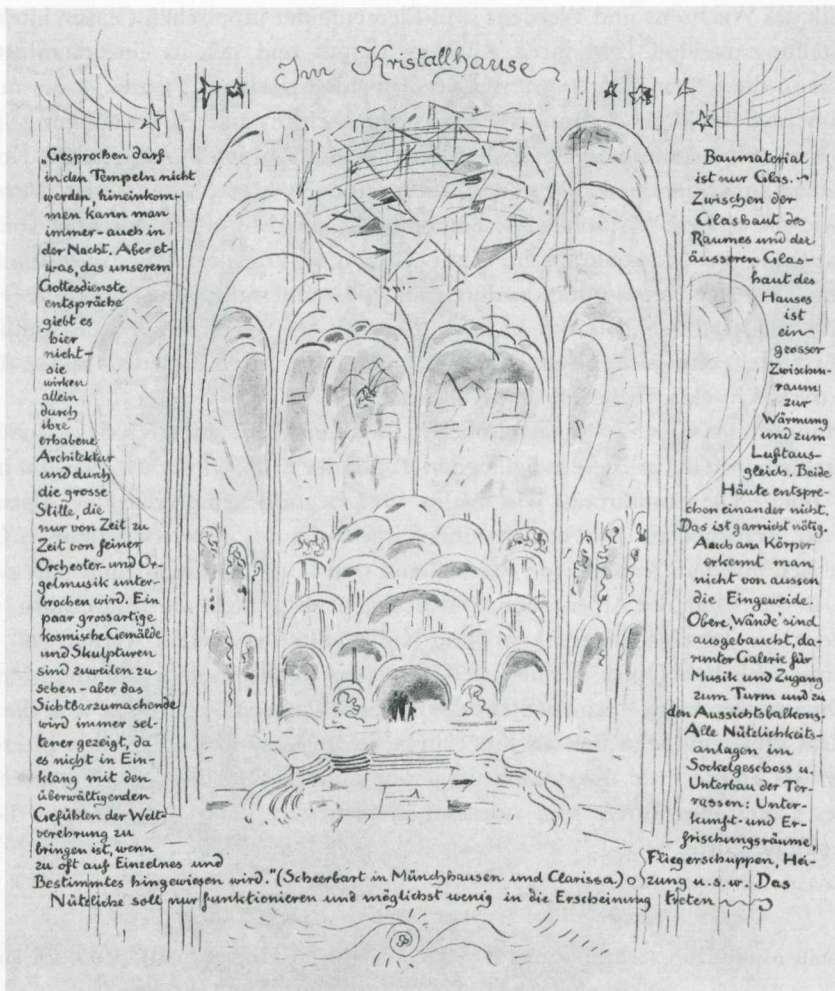 Im Kristallhause
„Gesprochen darf
in den Tempeln nicht
werden, hineinkom-
men kann man
immer - auch in
der Nacht. Aber et-
was, das unserem
Gottesdienste
entspräche
giebt es
hier
nicht -
sie
wirken
allein
durch
ihre
erhabene
Architektur
und durch
die grosse
Stille, die
nur von Zeit zu
Zeit von feiner
Orchester- und Or-
gelmusik unter-
brochen wird. Ein
paar grossartige
kosmische Gemälde
und Skulpturen
sind zuweilen zu
sehen - aber das
Sichtbarzumachende
wird immer sel-
tener gezeigt, da
es nicht in Ein-
klang mit den
überwältigenden
Gefühlen der Welt-
verehrung zu
bringen ist, wenn
zu oft auf Einzelnes und
Bestimmtes hingewiesen wird." (Scheerbart in Münchhausen und Clarissa)
Baumaterial
ist nur Glas. -
Zwischen der
Glashaut des
Raumes und der
äusseren Glas-
haut des
Hauses
ist
ein
grosser
Zwischen-
raum
zur
Wärmung
und zum
Luftaus-
gleich. Beide
Häute entspre-
chen einander nicht.
Das ist garnicht nötig.
Auch am Körper
erkennt man
nicht von aussen
die Eingeweide.
Obere „Wände" sind
ausgebaucht, da-
runter Galerie für
Musik und Zugang
zum Turm und zu
den Aussichtsbalkons.
Alle Nützlichkeits-
anlagen im
Sockelgeschoss u.
Unterbau der Ter-
rassen: Unter-
kunft- und Er-
frischungsräume,
Fliegerschuppen, Hei-
zung u.s.w. Das
Nützliche soll nur funktionieren und möglichst wenig in die Erscheinung treten